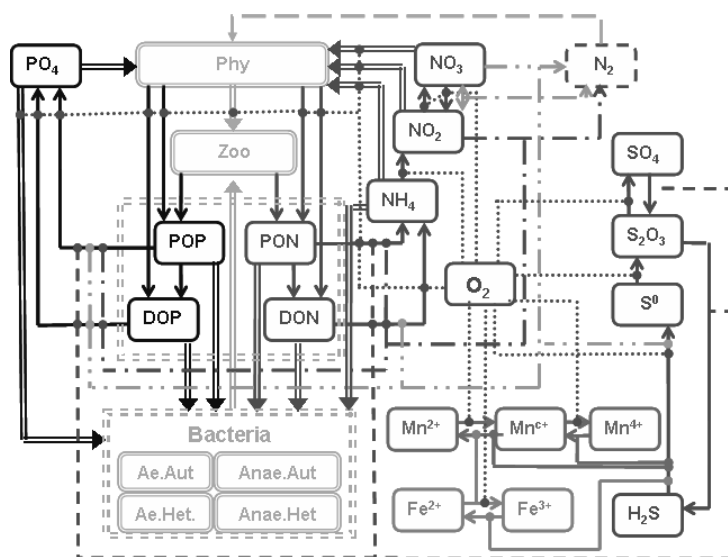 PO4
Phy
NO3
N2
NO2
Zoo
SO4
NH4
POP
PON
S2O3
O2
S0
DOP
DON
Bacteria
Mn2+
Mnc+
Mn4+
Ae.Aut
Anae.Aut
Ae.Het.
Anae.Het
Fe2+
Fe3+
H2S